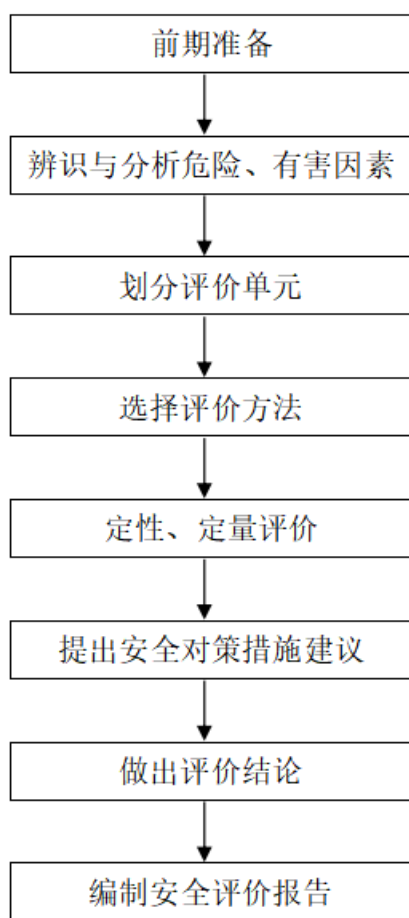 前期准备
辨识与分析危险、有害因素
划分评价单元
选择评价方法
定性、定量评价
提出安全对策措施建议
做出评价结论
编制安全评价报告